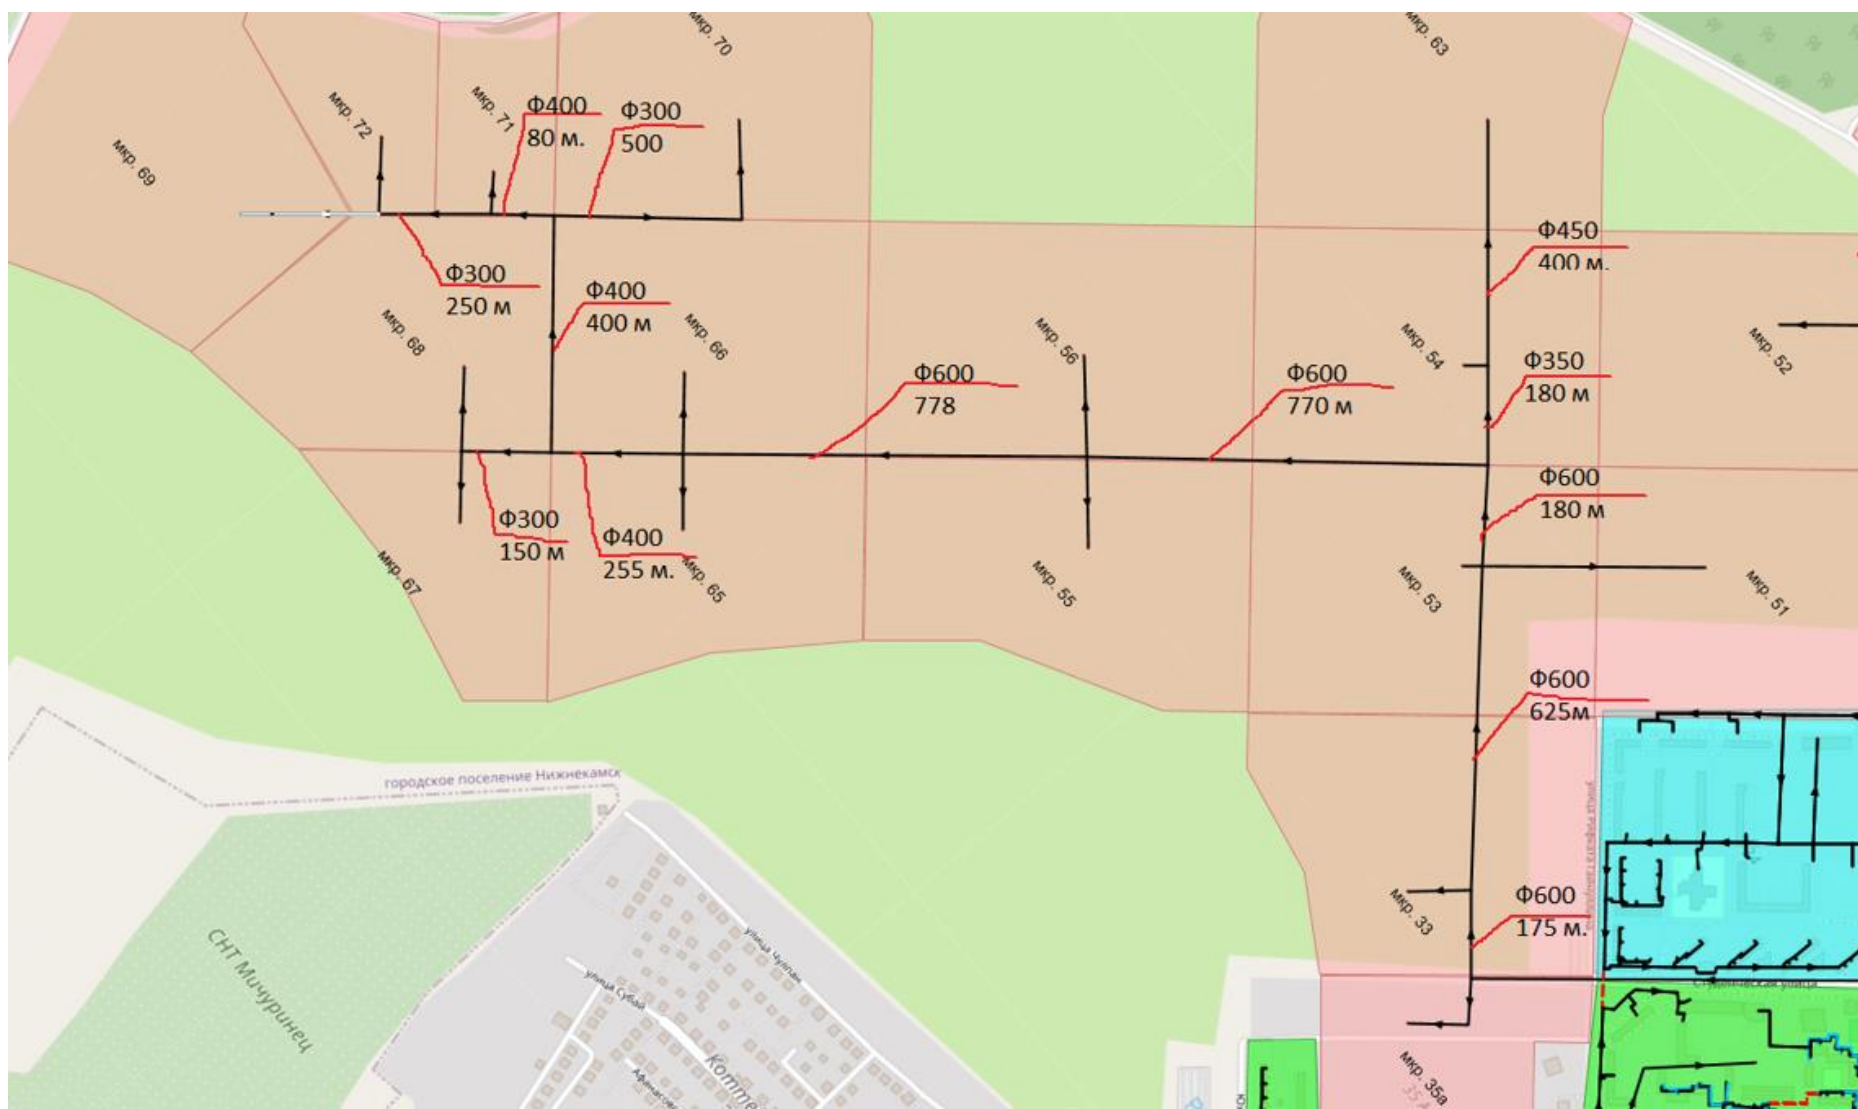 мкр. 70
мкр. 63
мкр. 72
мкр. 71
Ф400
80 м.
Ф300
500
мкр. 69
Ф450
400 м.
Ф300
250 м
Ф400
400 м
мкр. 68
мкр. 66
мкр. 56
мкр. 54
мкр. 52
Ф600
778
Ф600
770 м
Ф350
180 м
Ф600
180 м
Ф300
150 м
Ф400
255 м.
мкр. 67
мкр. 65
мкр. 55
мкр. 53
мкр. 51
Ф600
625м
городское поселение Нижнекамск
Ф600
175 м.
мкр. 33
СНТ Мичуринец
улица Чулпан
улица Субай
Студенческая улица
Котте
мкр. 35а